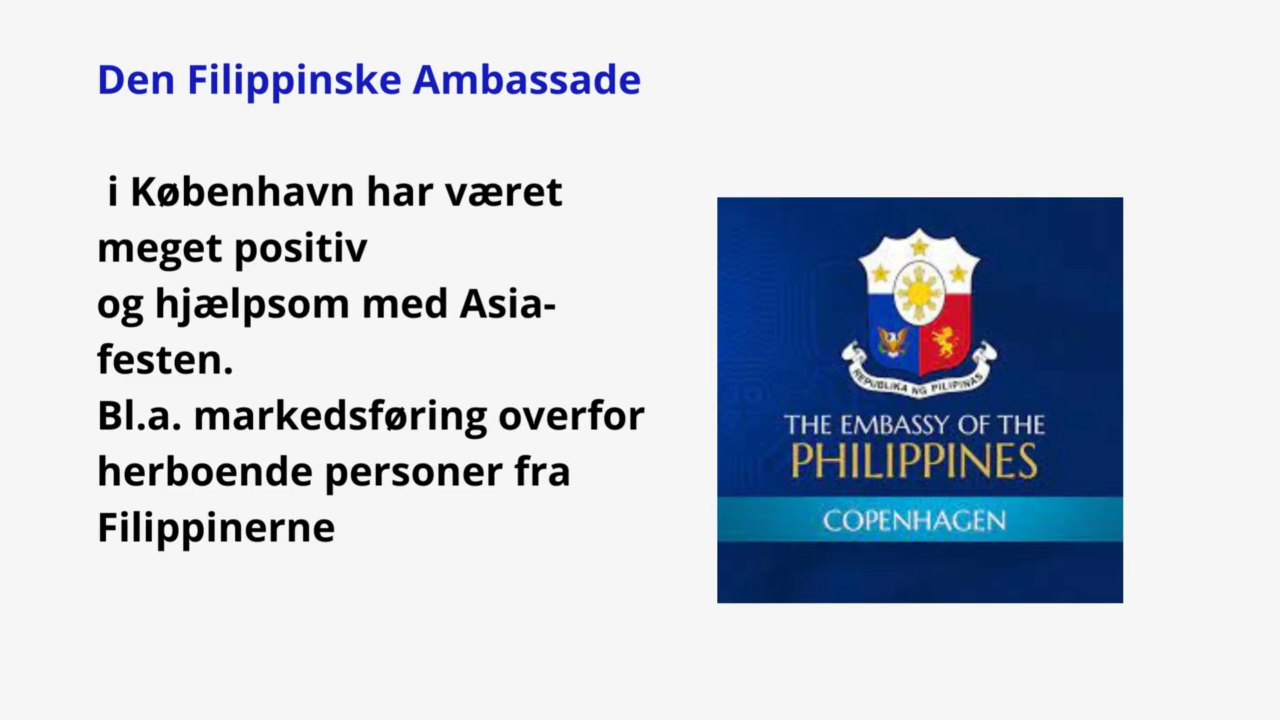 Den Filippinske Ambassade
i København har været
meget positiv
og hjælpsom med Asia-
festen.
Bl.a. markedsføring overfor
herboende personer fra
Filippinerne
REPUBLIKA NG PILIPINAS
THE EMBASSY OF THE
PHILIPPINES
COPENHAGEN